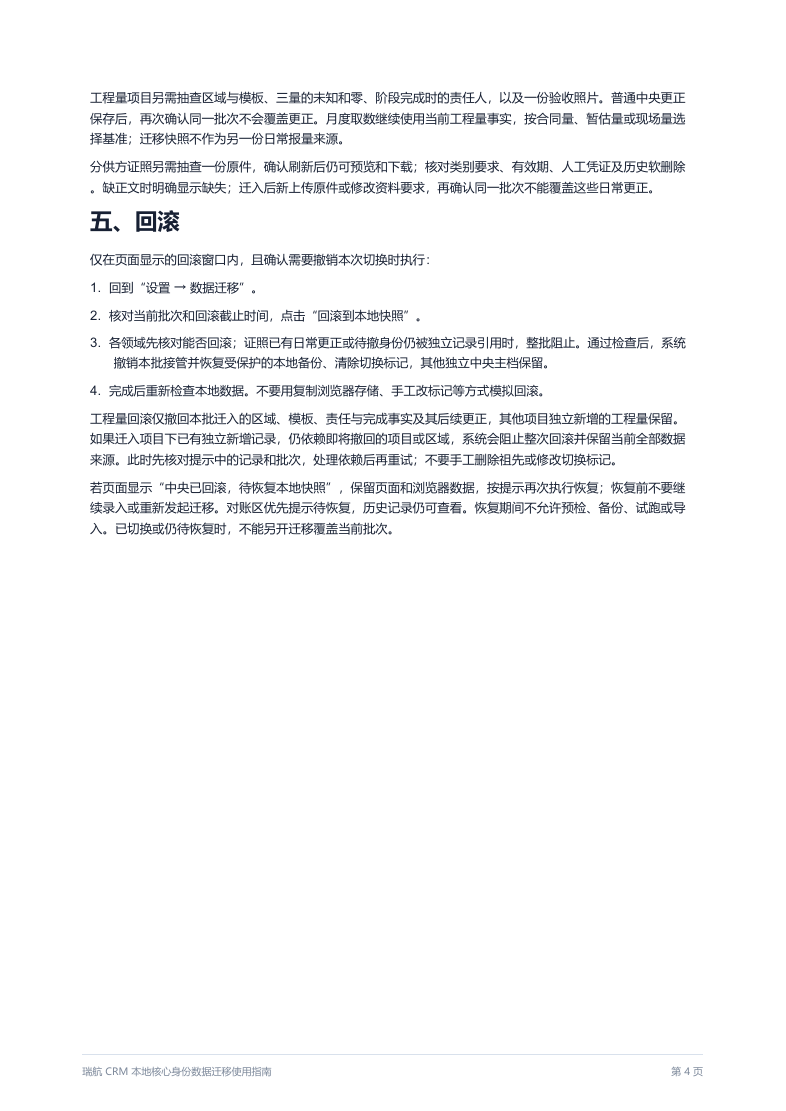 工程量项目另需抽查区域与模板、三量的未知和零、阶段完成时的责任人，以及一份验收照片。普通中央更正
保存后，再次确认同一批次不会覆盖更正。月度取数继续使用当前工程量事实，按合同量、暂估量或现场量选
择基准；迁移快照不作为另一份日常报量来源。
分供方证照另需抽查一份原件，确认刷新后仍可预览和下载；核对类别要求、有效期、人工凭证及历史软删除
。缺正文时明确显示缺失；迁入后新上传原件或修改资料要求，再确认同一批次不能覆盖这些日常更正。
五、回滚
仅在页面显示的回滚窗口内，且确认需要撤销本次切换时执行：
1. 回到“设置 → 数据迁移”。
2. 核对当前批次和回滚截止时间，点击“回滚到本地快照”。
3. 各领域先核对能否回滚；证照已有日常更正或待撤身份仍被独立记录引用时，整批阻止。通过检查后，系统
撤销本批接管并恢复受保护的本地备份、清除切换标记，其他独立中央主档保留。
4. 完成后重新检查本地数据。不要用复制浏览器存储、手工改标记等方式模拟回滚。
工程量回滚仅撤回本批迁入的区域、模板、责任与完成事实及其后续更正，其他项目独立新增的工程量保留。
如果迁入项目下已有独立新增记录，仍依赖即将撤回的项目或区域，系统会阻止整次回滚并保留当前全部数据
来源。此时先核对提示中的记录和批次，处理依赖后再重试；不要手工删除祖先或修改切换标记。
若页面显示“中央已回滚，待恢复本地快照”，保留页面和浏览器数据，按提示再次执行恢复；恢复前不要继
续录入或重新发起迁移。对账区优先提示待恢复，历史记录仍可查看。恢复期间不允许预检、备份、试跑或导
入。已切换或仍待恢复时，不能另开迁移覆盖当前批次。
瑞航 CRM 本地核心身份数据迁移使用指南
第 4 页